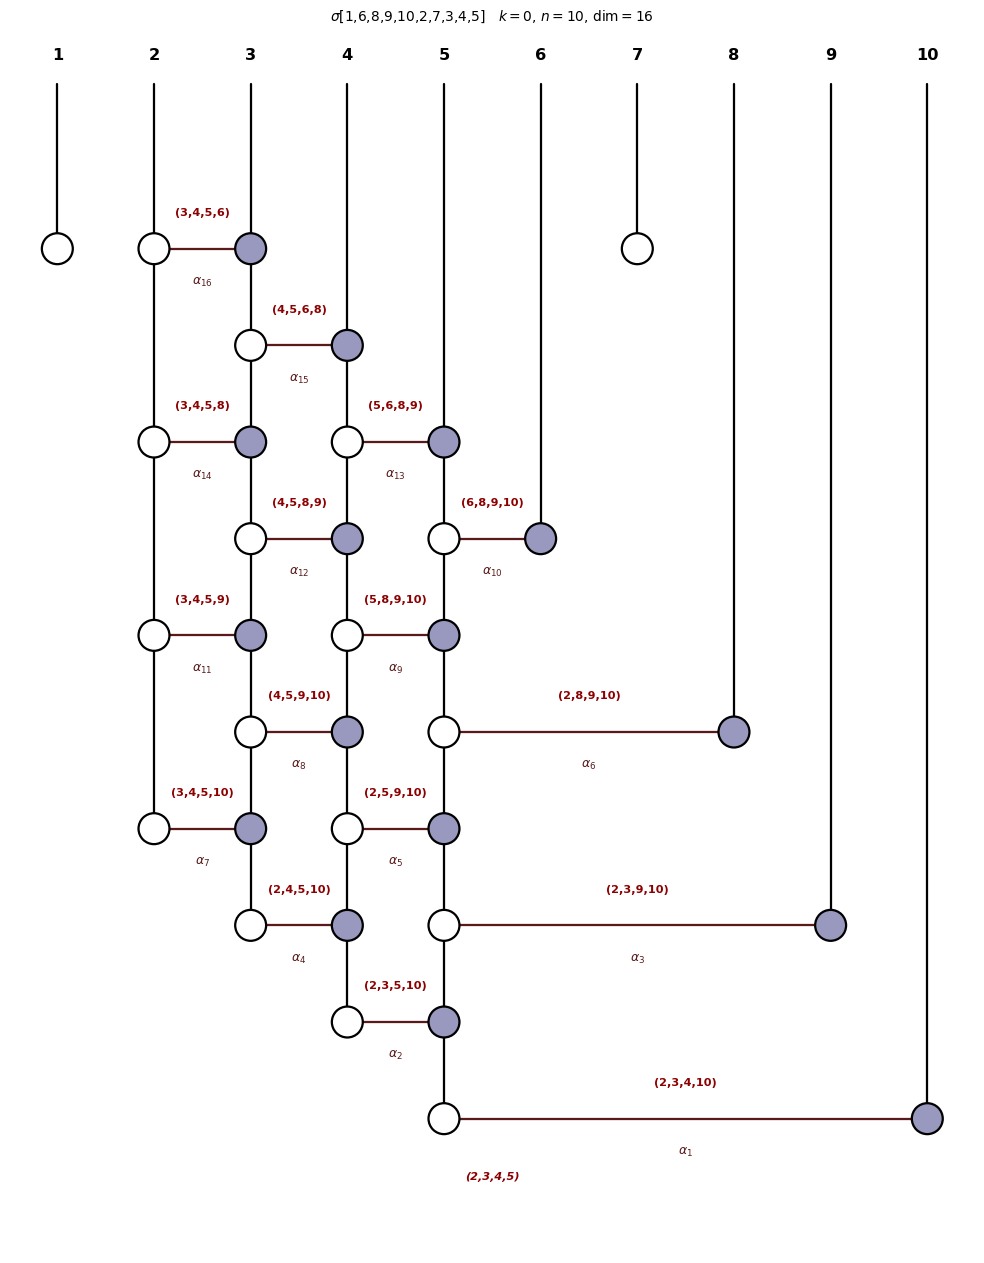 σ[1,6,8,9,10,2,7,3,4,5]   k=0, n=10, dim=16
1 2 3 4 5 6 7 8 9 10
(3,4,5,6)
α₁₆
(4,5,6,8)
α₁₅
(3,4,5,8) (5,6,8,9)
α₁₄ α₁₃
(4,5,8,9) (6,8,9,10)
α₁₂ α₁₀
(3,4,5,9) (5,8,9,10)
α₁₁ α₉
(4,5,9,10) (2,8,9,10)
α₈ α₆
(3,4,5,10) (2,5,9,10)
α₇ α₅
(2,4,5,10) (2,3,9,10)
α₄ α₃
(2,3,5,10)
α₂
(2,3,4,10)
α₁
(2,3,4,5)